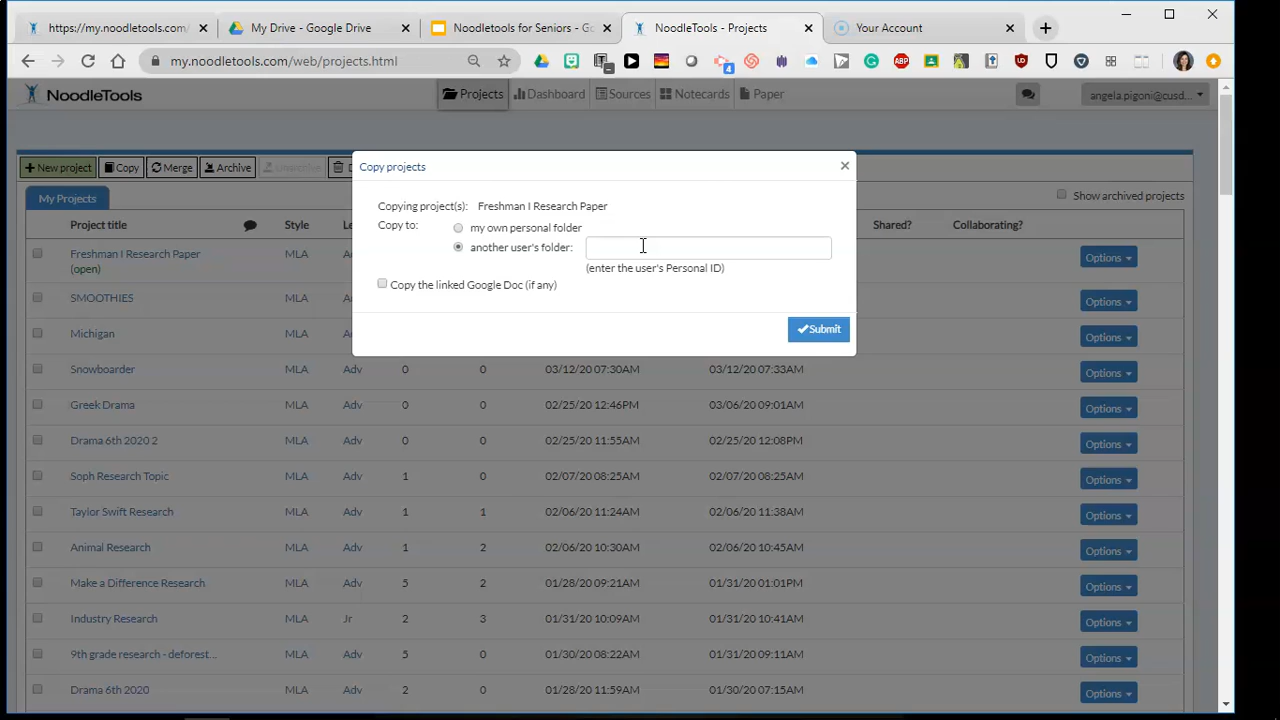 https://my.noodletools.com/
My Drive - Google Drive
Noodletools for Seniors - Go
NoodleTools - Projects
Your Account
my.noodletools.com/web/projects.html
NoodleTools
Projects
Dashboard
Sources
Notecards
Paper
angela.pigoni@cusd...
New project
Copy
Merge
Archive
Copy projects
Copying project(s): Freshman I Research Paper
Copy to: my own personal folder
another user's folder:
(enter the user's Personal ID)
Copy the linked Google Doc (if any)
Submit
My Projects
Show archived projects
Project title Style Le Shared? Collaborating?
Freshman I Research Paper MLA Options
(open)
SMOOTHIES MLA Options
Michigan MLA Options
Snowboarder MLA Adv 0 0 03/12/20 07:30AM 03/12/20 07:33AM Options
Greek Drama MLA Adv 0 0 02/25/20 12:46PM 03/06/20 09:01AM Options
Drama 6th 2020 2 MLA Adv 0 0 02/25/20 11:55AM 02/25/20 12:08PM Options
Soph Research Topic MLA Adv 1 0 02/07/20 08:25AM 02/07/20 08:25AM Options
Taylor Swift Research MLA Adv 1 1 02/06/20 11:24AM 02/06/20 11:38AM Options
Animal Research MLA Adv 1 2 02/06/20 10:30AM 02/06/20 10:45AM Options
Make a Difference Research MLA Adv 5 2 01/28/20 09:21AM 01/31/20 01:01PM Options
Industry Research MLA Jr 2 3 01/31/20 10:09AM 01/31/20 10:41AM Options
9th grade research - deforest... MLA Adv 5 0 01/30/20 08:22AM 01/31/20 09:11AM Options
Drama 6th 2020 MLA Adv 2 0 01/28/20 11:59AM 01/30/20 07:15AM Options